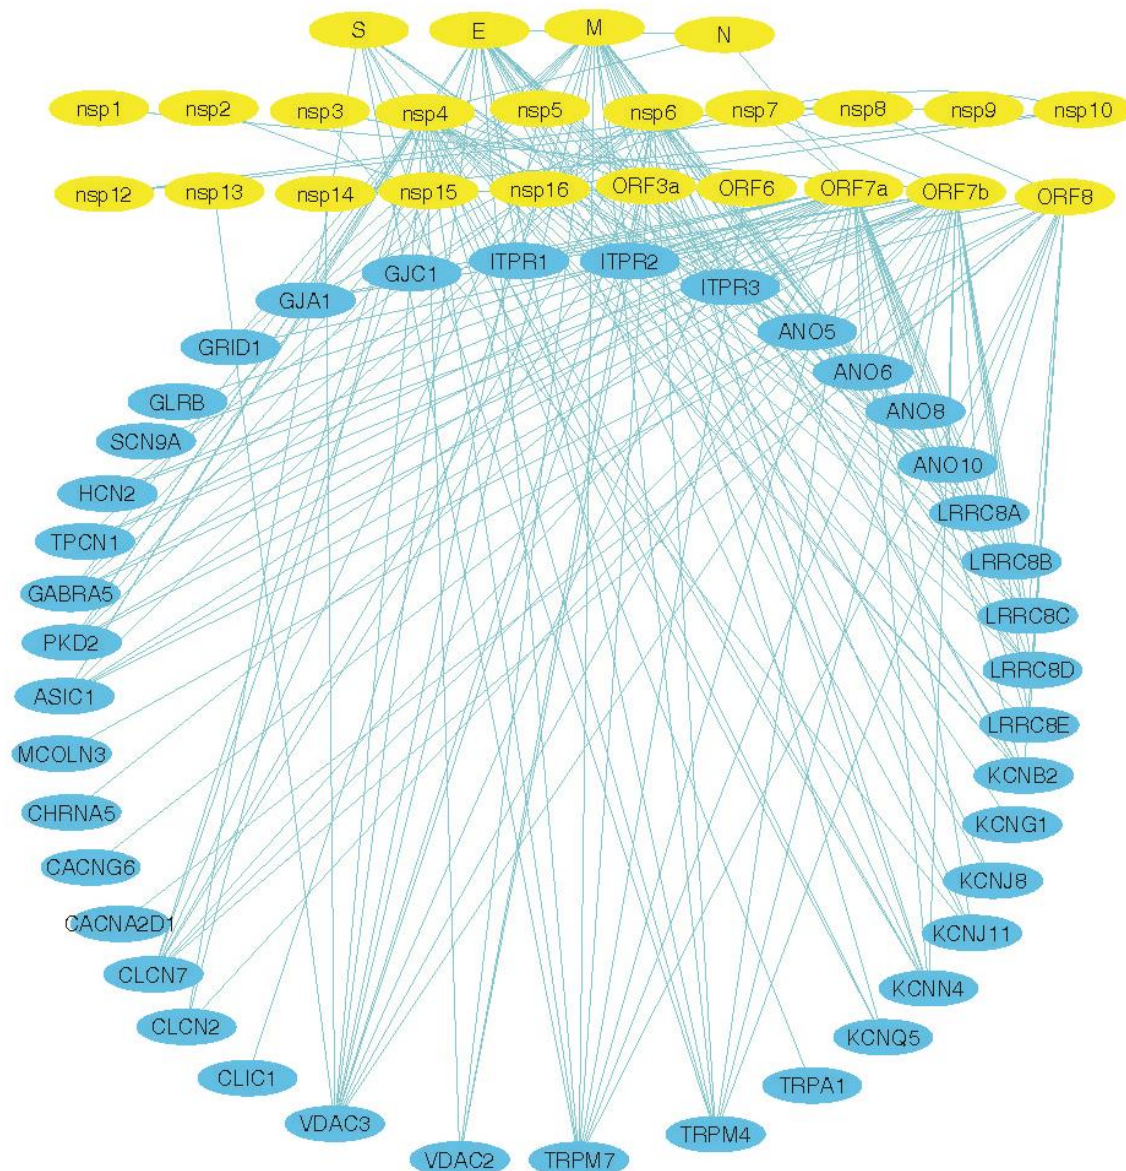 S E M N
nsp1 nsp2 nsp3 nsp4 nsp5 nsp6 nsp7 nsp8 nsp9 nsp10
nsp12 nsp13 nsp14 nsp15 nsp16 ORF3a ORF6 ORF7a ORF7b ORF8
GJA1 GJC1 ITPR1 ITPR2 ITPR3
GRID1 ANO5
GLRB ANO6
SCN9A ANO8
HCN2 ANO10
TPCN1 LRRC8A
GABRA5 LRRC8B
PKD2 LRRC8C
ASIC1 LRRC8D
MCOLN3 LRRC8E
CHRNA5 KCNB2
CACNG6 KCNG1
CACNA2D1 KCNJ8
CLCN7 KCNJ11
CLCN2 KCNN4
CLIC1 KCNQ5
VDAC3 TRPA1
VDAC2 TRPM7 TRPM4